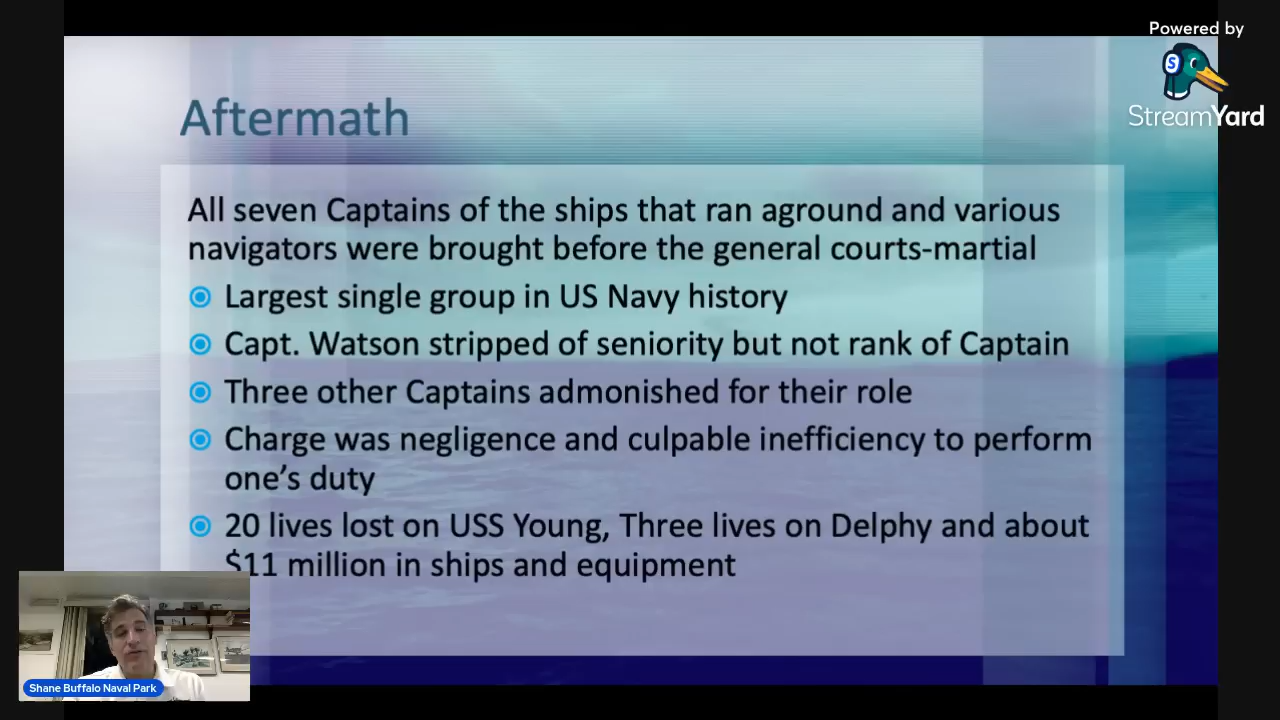 Powered by
S
StreamYard
Aftermath
All seven Captains of the ships that ran aground and various
navigators were brought before the general courts-martial
Largest single group in US Navy history
Capt. Watson stripped of seniority but not rank of Captain
Three other Captains admonished for their role
Charge was negligence and culpable inefficiency to perform
one's duty
20 lives lost on USS Young, Three lives on Delphy and about
$11 million in ships and equipment
Shane Buffalo Naval Park